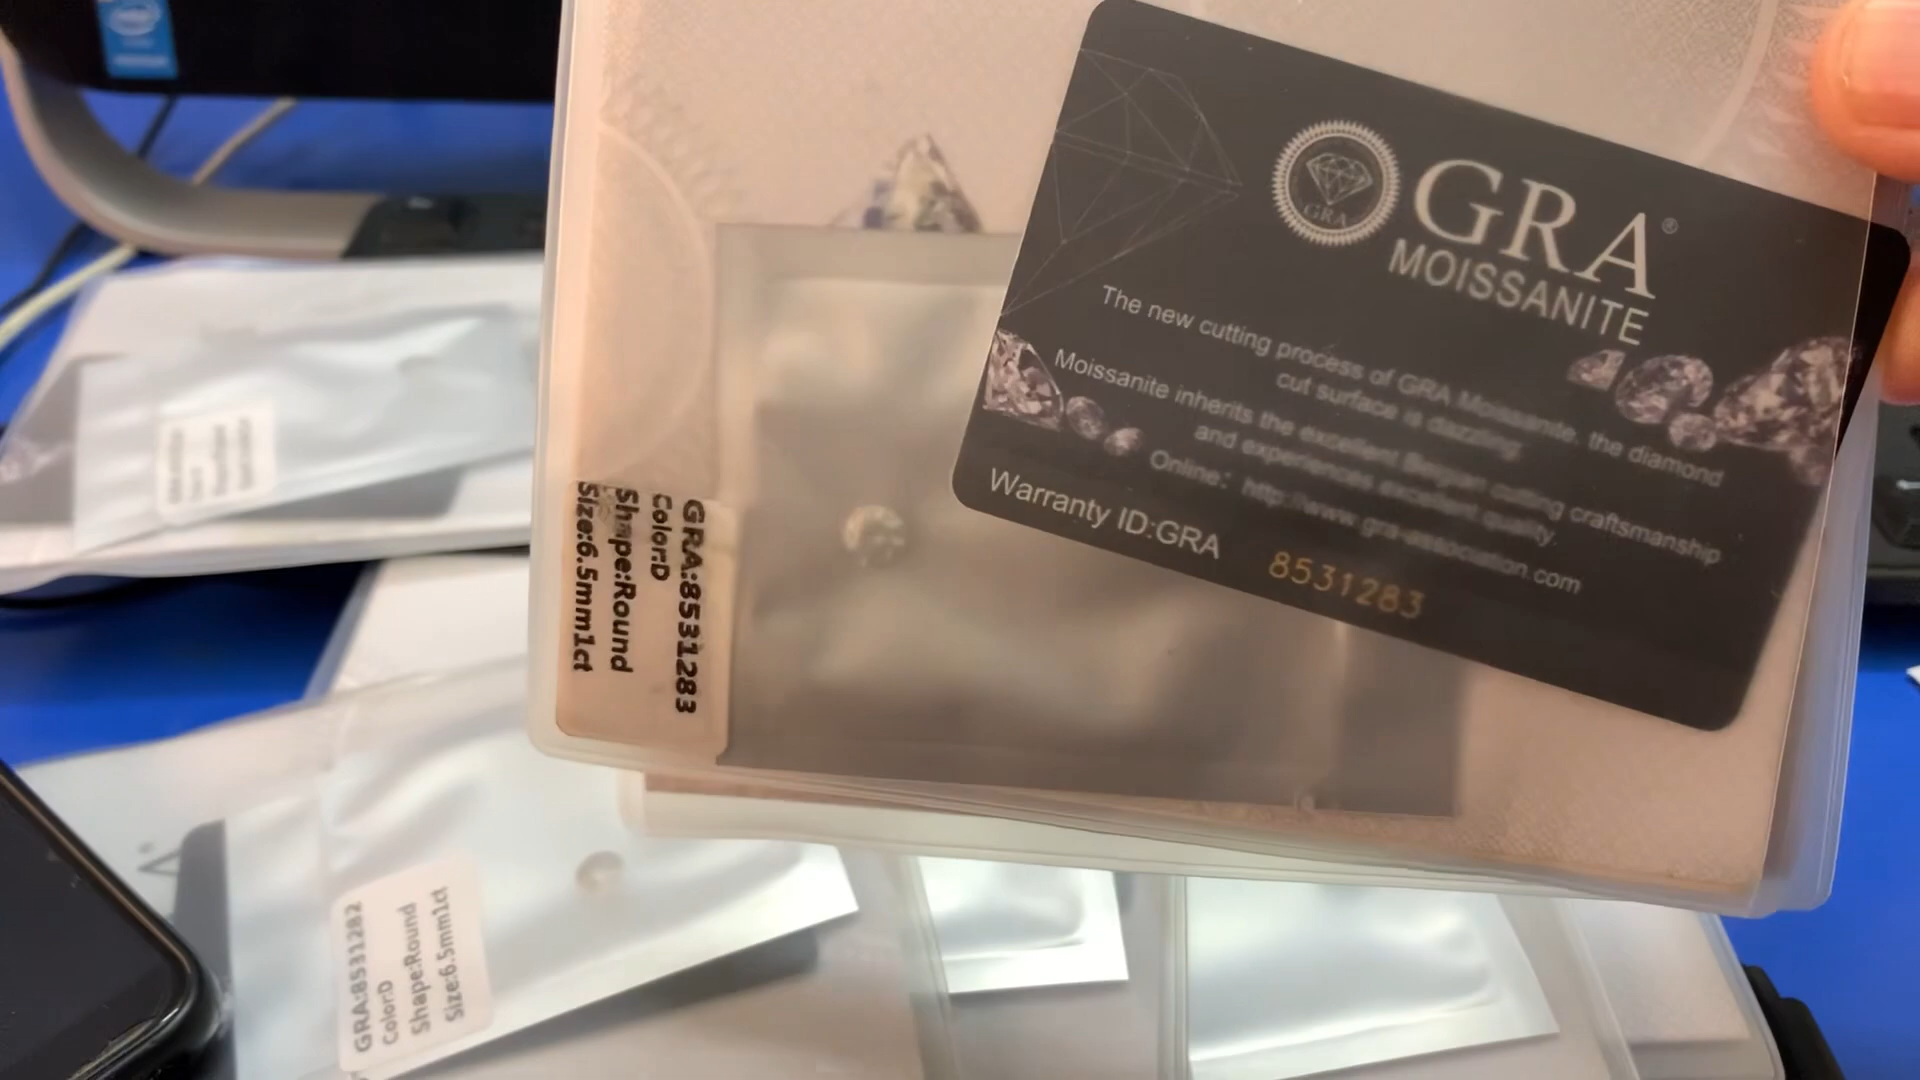 intel
GRA
GRA®
MOISSANITE
The new cutting process of GRA Moissanite, the diamond
cut surface is dazzling
Moissanite inherits the excellent Belgian cutting craftsmanship
and experiences excellent quality.
Online: http://www.gra-association.com
Warranty ID:GRA 8531283
GRA:8531283
Color:D
Shape:Round
Size:6.5mm1ct
GRA:8531282
Color:D
Shape:Round
Size:6.5mm1ct